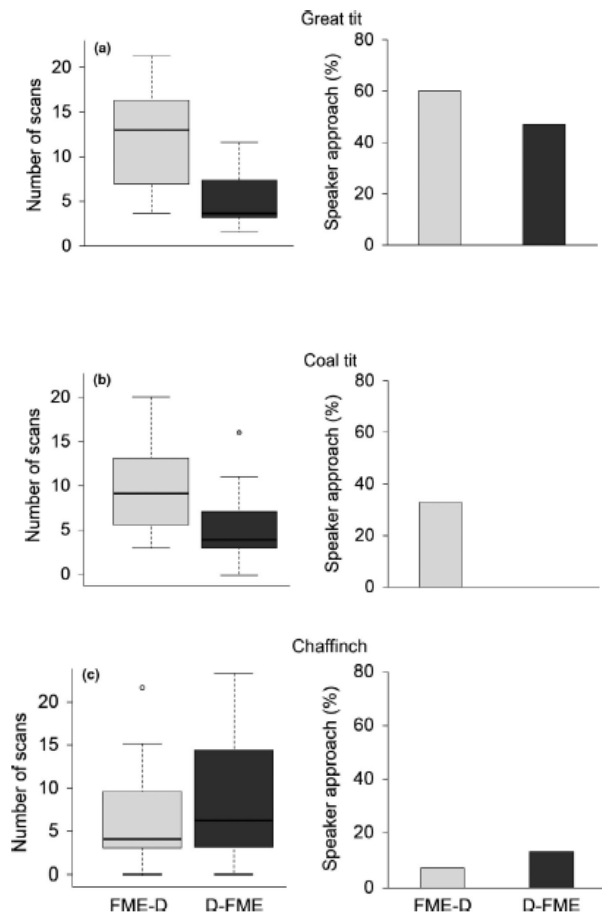 Great tit
(a)
Number of scans
20
15
10
5
0
Speaker approach (%)
80
60
40
20
0
Coal tit
(b)
Number of scans
20
15
10
5
0
Speaker approach (%)
80
60
40
20
0
Chaffinch
(c)
Number of scans
20
15
10
5
0
Speaker approach (%)
80
60
40
20
0
FME-D D-FME
FME-D D-FME